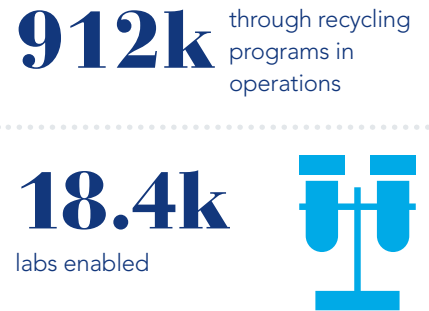 912k
through recycling
programs in
operations
18.4k
labs enabled